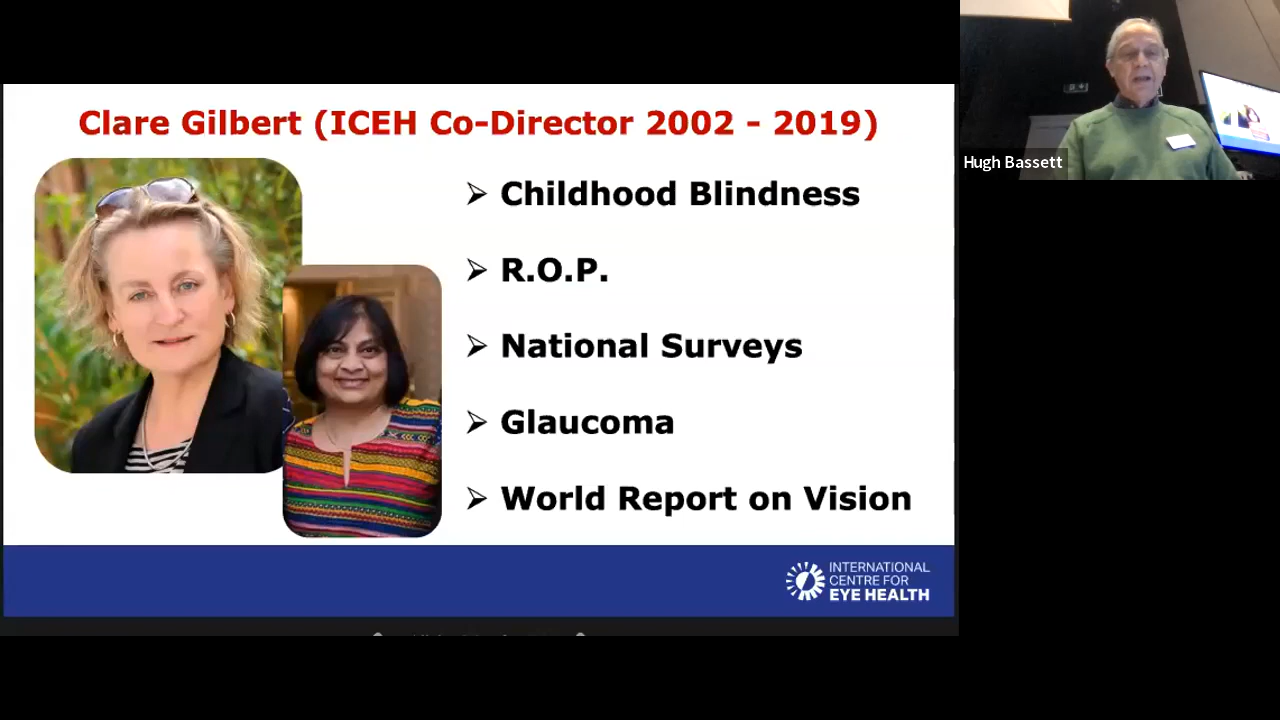 Clare Gilbert (ICEH Co-Director 2002 - 2019)
Childhood Blindness
R.O.P.
National Surveys
Glaucoma
World Report on Vision
INTERNATIONAL
CENTRE FOR
EYE HEALTH
Hugh Bassett